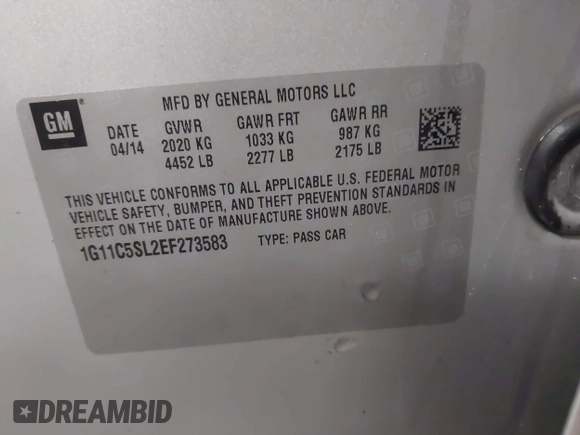 GM
MFD BY GENERAL MOTORS LLC
DATE GVWR GAWR FRT GAWR RR
04/14 2020 KG 1033 KG 987 KG
4452 LB 2277 LB 2175 LB
THIS VEHICLE CONFORMS TO ALL APPLICABLE U.S. FEDERAL MOTOR
VEHICLE SAFETY, BUMPER, AND THEFT PREVENTION STANDARDS IN
EFFECT ON THE DATE OF MANUFACTURE SHOWN ABOVE.
1G11C5SL2EF273583 TYPE: PASS CAR
DREAMBID